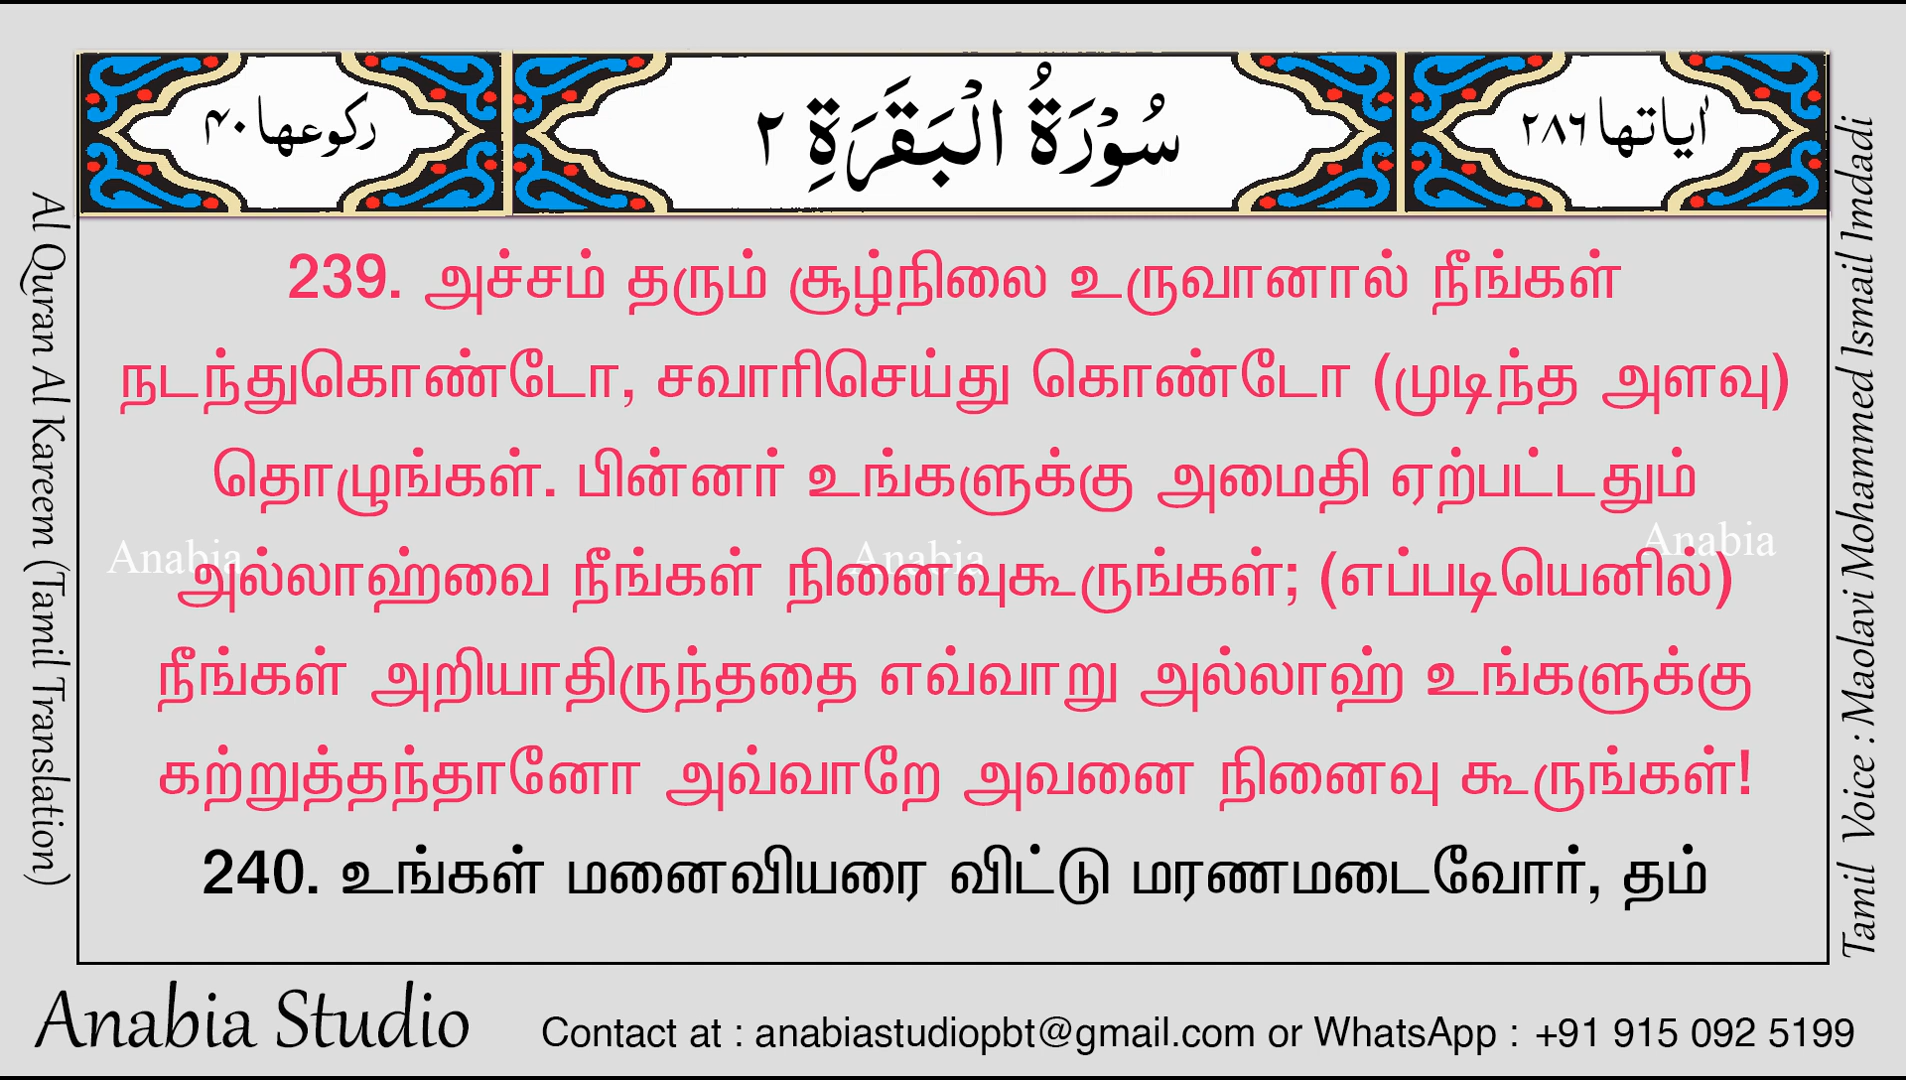 ركوعها ٤٠
سُوْرَةُ الْبَقَرَةِ ٢
اٰياتها ٢٨٦
239. அச்சம் தரும் சூழ்நிலை உருவானால் நீங்கள்
நடந்துகொண்டோ, சவாரிசெய்து கொண்டோ (முடிந்த அளவு)
தொழுங்கள். பின்னர் உங்களுக்கு அமைதி ஏற்பட்டதும்
அல்லாஹ்வை நீங்கள் நினைவுகூருங்கள்; (எப்படியெனில்)
நீங்கள் அறியாதிருந்ததை எவ்வாறு அல்லாஹ் உங்களுக்கு
கற்றுத்தந்தானோ அவ்வாறே அவனை நினைவு கூருங்கள்!
240. உங்கள் மனைவியரை விட்டு மரணமடைவோர், தம்
Anabia
Anabia
Anabia
Al Quran Al Kareem (Tamil Translation)
Tamil Voice : Maolavi Mohammed Ismail Imdadi
Anabia Studio
Contact at : anabiastudiopbt@gmail.com or WhatsApp : +91 915 092 5199